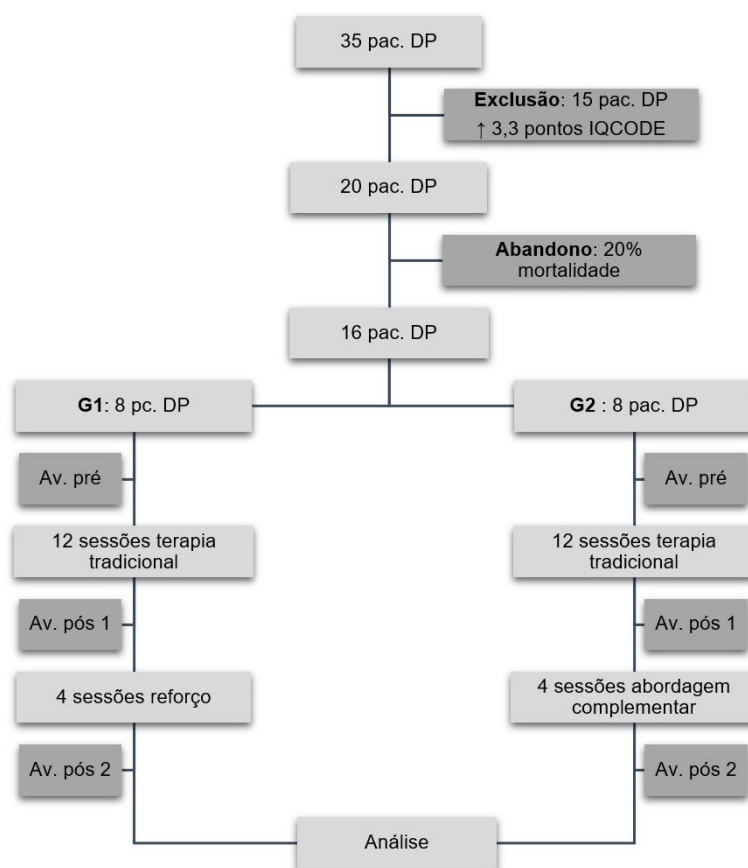 35 pac. DP
Exclusão: 15 pac. DP
↑ 3,3 pontos IQCODE
20 pac. DP
Abandono: 20%
mortalidade
16 pac. DP
G1: 8 pc. DP
G2 : 8 pac. DP
Av. pré
Av. pré
12 sessões terapia
tradicional
12 sessões terapia
tradicional
Av. pós 1
Av. pós 1
4 sessões reforço
4 sessões abordagem
complementar
Av. pós 2
Av. pós 2
Análise